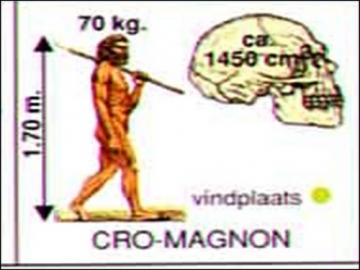 70 kg.
1.70 m.
ca.
1450 cm³
vindplaats
CRO-MAGNON